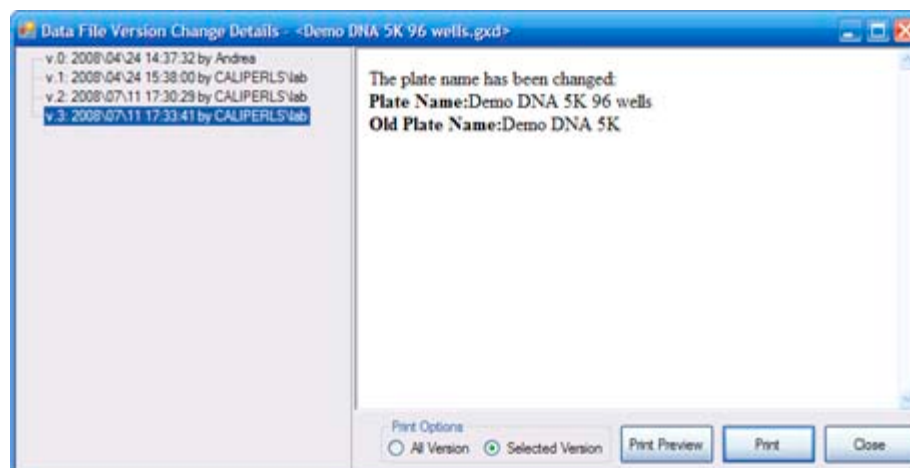 Data File Version Change Details - <Demo DNA 5K 96 wells.gxd>
v.0: 2008\04\24 14:37:32 by Andrea
v.1: 2008\04\24 15:38:00 by CALIPERLS\lab
v.2: 2008\07\11 17:30:29 by CALIPERLS\lab
v.3: 2008\07\11 17:33:41 by CALIPERLS\lab
The plate name has been changed:
Plate Name:Demo DNA 5K 96 wells
Old Plate Name:Demo DNA 5K
Print Options
All Version Selected Version
Print Preview
Print
Close